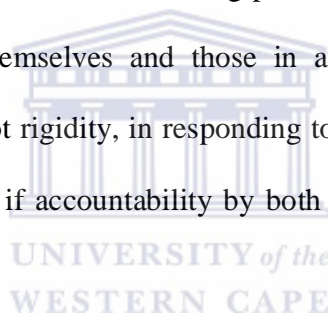 emselves and those in a
ot rigidity, in responding to
if accountability by both
UNIVERSITY of the
WESTERN CAPE